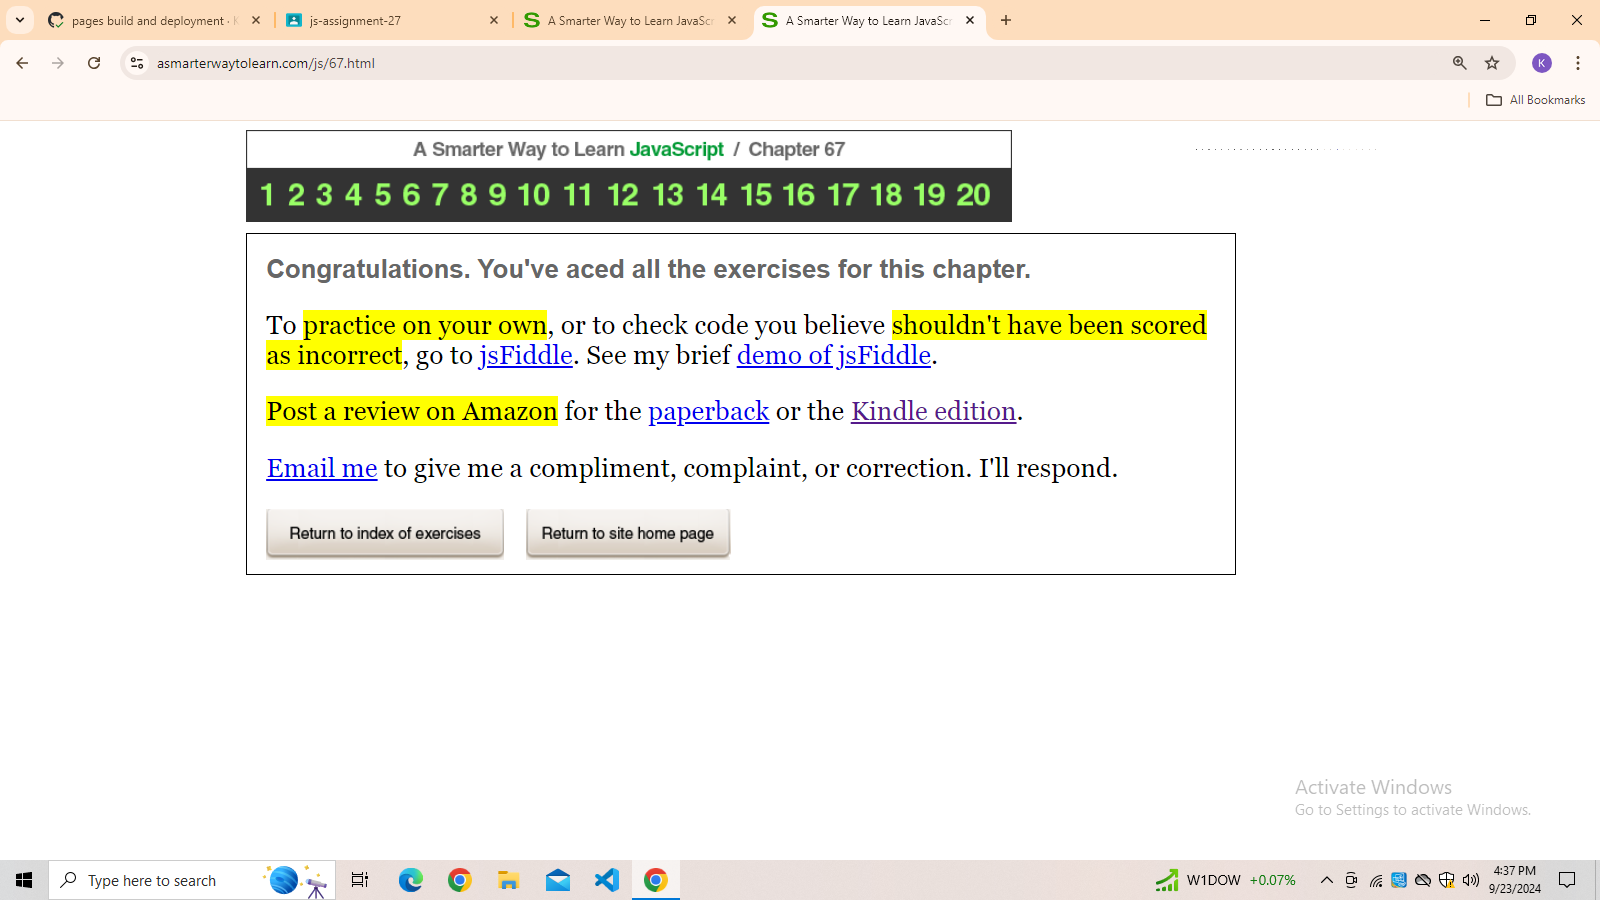 pages build and deployment · K
js-assignment-27
A Smarter Way to Learn JavaSc
A Smarter Way to Learn JavaSc
asmarterwaytolearn.com/js/67.html
K
All Bookmarks
A Smarter Way to Learn JavaScript / Chapter 67
1 2 3 4 5 6 7 8 9 10 11 12 13 14 15 16 17 18 19 20
Congratulations. You've aced all the exercises for this chapter.
To practice on your own, or to check code you believe shouldn't have been scored
as incorrect, go to jsFiddle. See my brief demo of jsFiddle.
Post a review on Amazon for the paperback or the Kindle edition.
Email me to give me a compliment, complaint, or correction. I'll respond.
Return to index of exercises Return to site home page
Activate Windows
Go to Settings to activate Windows.
Type here to search
W1DOW +0.07%
4:37 PM
9/23/2024